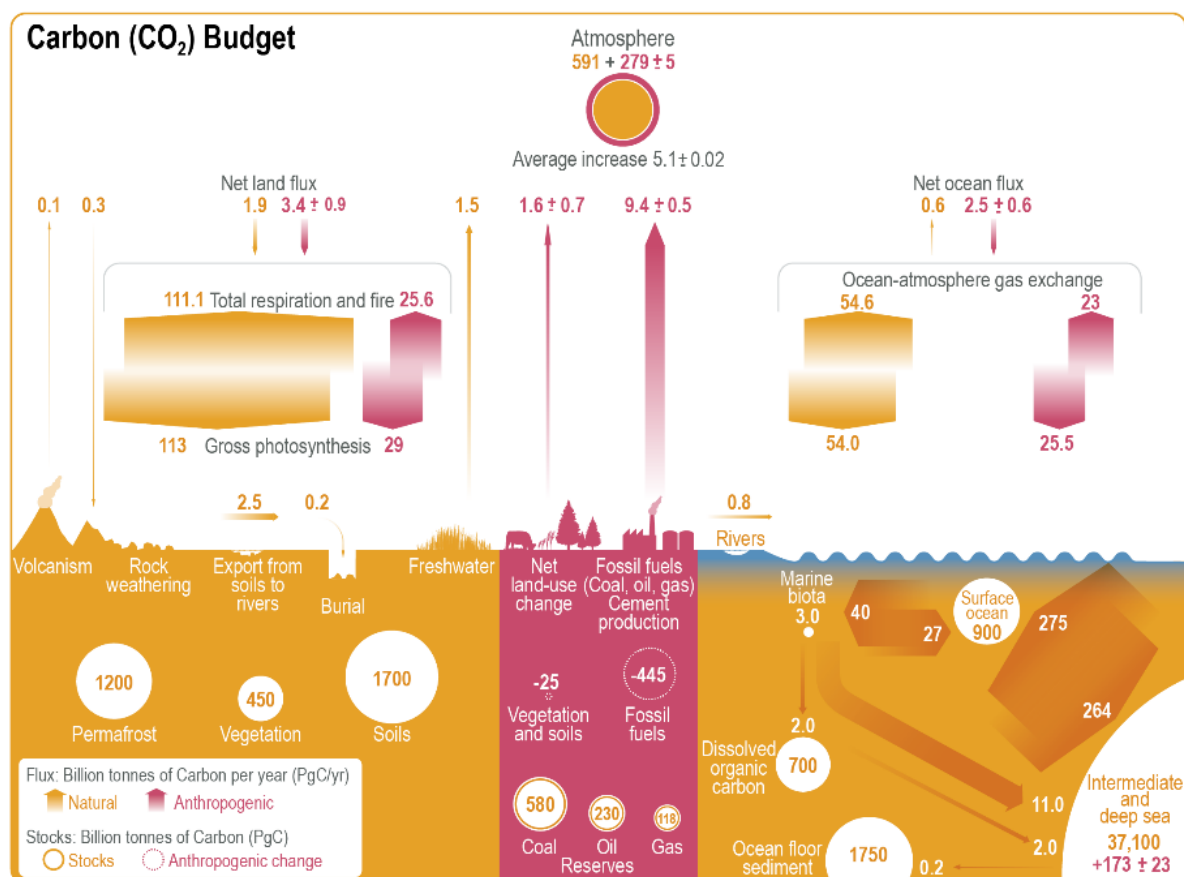 Carbon (CO₂) Budget
Atmosphere
591 + 279 ± 5
Average increase 5.1 ± 0.02
Net land flux
0.1
0.3
1.9
3.4 ± 0.9
1.5
1.6 ± 0.7
9.4 ± 0.5
Net ocean flux
0.6
2.5 ± 0.6
111.1 Total respiration and fire 25.6
Ocean-atmosphere gas exchange
54.6
23
113 Gross photosynthesis 29
54.0
25.5
2.5
0.2
0.8
Rivers
Volcanism
Rock
weathering
Export from
soils to
rivers
Burial
Freshwater
Net
land-use
change
Fossil fuels
(Coal, oil, gas)
Cement
production
Marine
biota
3.0
40
27
Surface
ocean
900
275
264
1200
Permafrost
450
Vegetation
1700
Soils
-25
Vegetation
and soils
-445
Fossil
fuels
2.0
Dissolved
organic
carbon
700
11.0
2.0
Intermediate
and
deep sea
37,100
+173 ± 23
Flux: Billion tonnes of Carbon per year (PgC/yr)
Natural
Anthropogenic
Stocks: Billion tonnes of Carbon (PgC)
Stocks
Anthropogenic change
580
Coal
230
Oil
118
Gas
Reserves
Ocean floor
sediment
1750
0.2